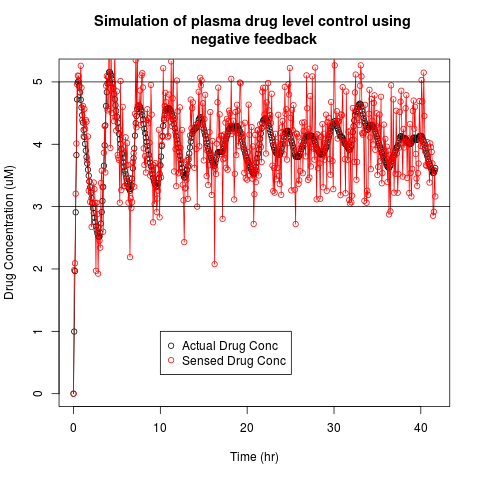 Simulation of plasma drug level control using
negative feedback
Drug Concentration (uM)
5
4
3
2
1
0
Actual Drug Conc
Sensed Drug Conc
0 10 20 30 40
Time (hr)